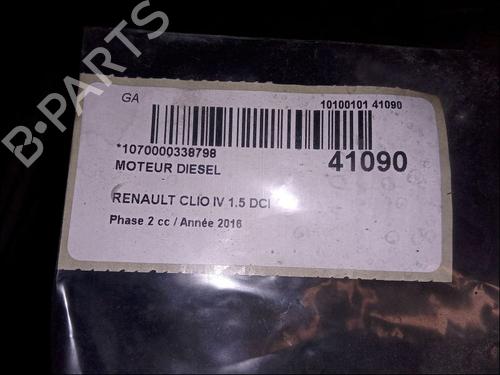 GA
10100101 41090
*1070000338798
41090
MOTEUR DIESEL
RENAULT CLIO IV 1.5 DCI
Phase 2 cc / Année 2016
B-PARTS